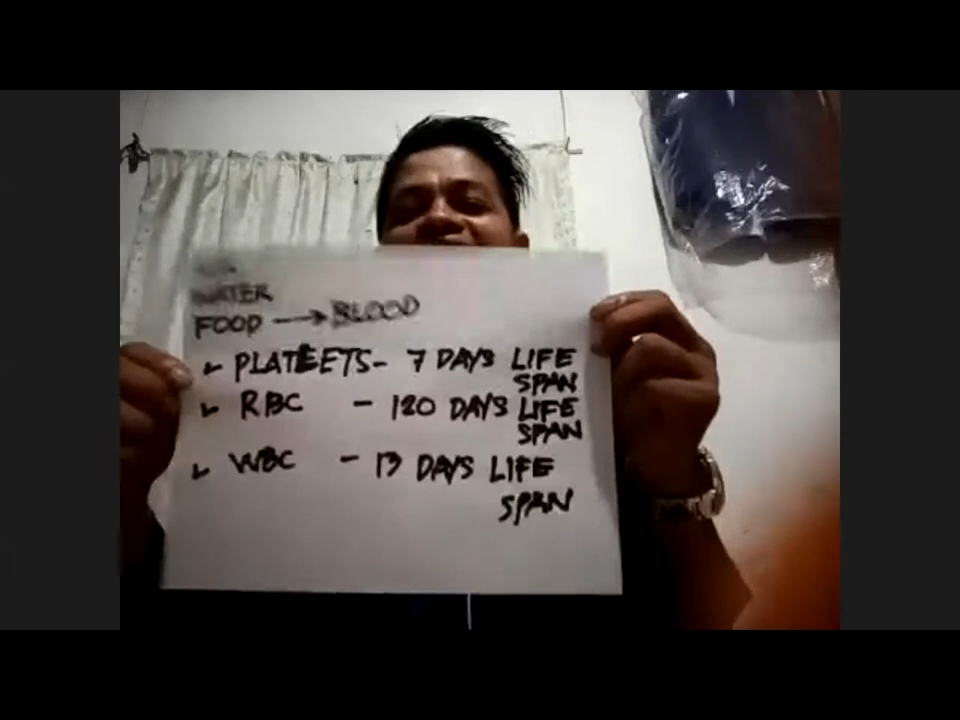 WATER
FOOD → BLOOD
✓ PLATEETS- 7 DAYS LIFE
SPAN
✓ RBC - 120 DAYS LIFE
SPAN
✓ WBC - 13 DAYS LIFE
SPAN